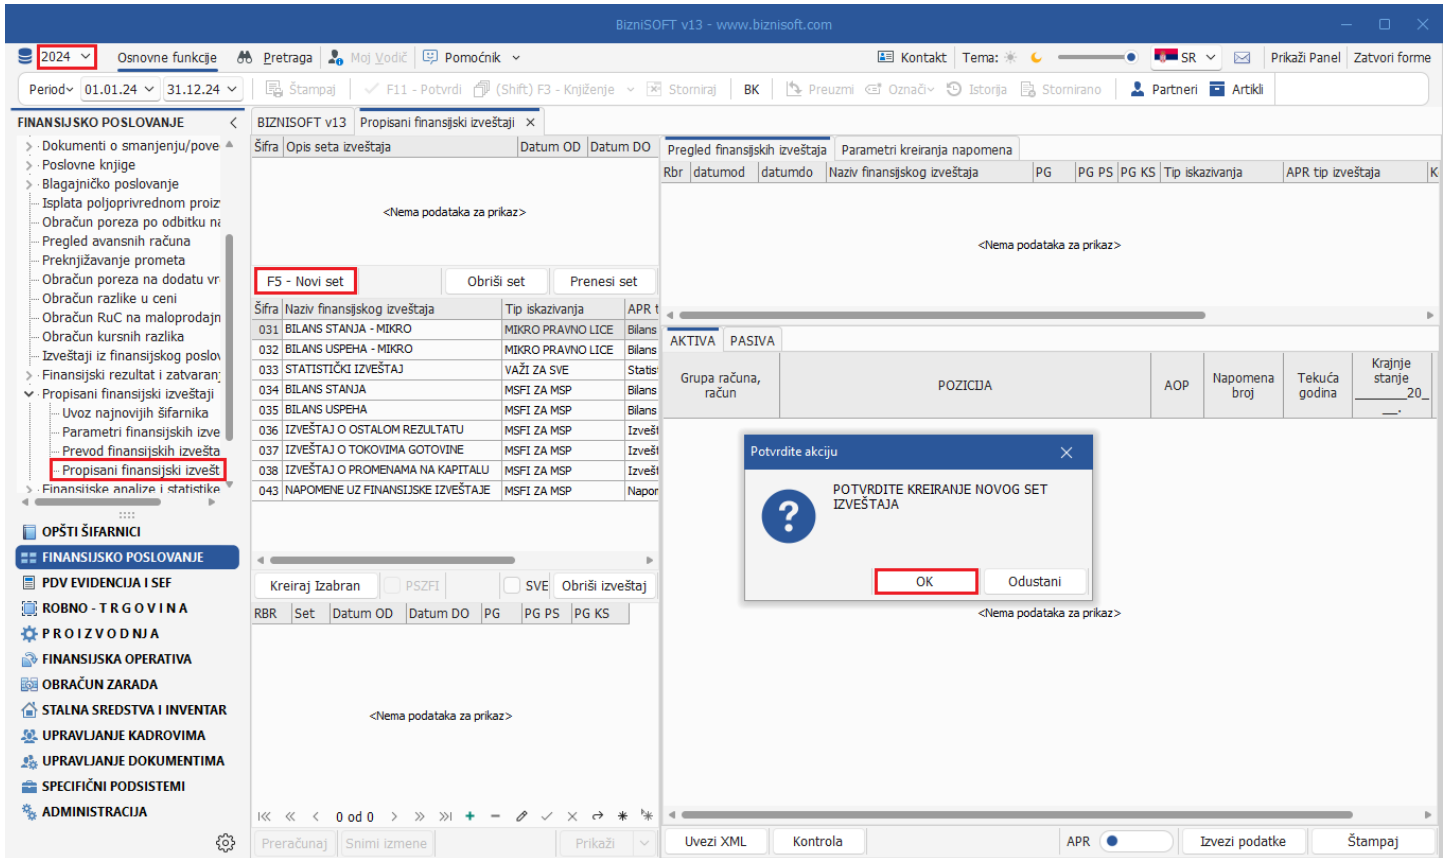 BizniSOFT v13 - www.biznisoft.com
2024 Osnovne funkcije Pretraga Moj Vodič Pomoćnik Kontakt Tema: SR Prikaži Panel Zatvori forme
Period 01.01.24 31.12.24 Štampaj F11 - Potvrdi (Shift) F3 - Knjiženje Storniraj BK Preuzmi Označi Istorija Stornirano Partneri Artikli
FINANSIJSKO POSLOVANJE
Dokumenti o smanjenju/pove
Poslovne knjige
Blagajničko poslovanje
Isplata poljoprivrednom proiz
Obračun poreza po odbitku na
Pregled avansnih računa
Preknjižavanje prometa
Obračun poreza na dodatu vr
Obračun razlike u ceni
Obračun RuC na maloprodajn
Obračun kursnih razlika
Izveštaji iz finansijskog poslov
Finansijski rezultat i zatvaranj
Propisani finansijski izveštaji
Uvoz najnovijih šifarnika
Parametri finansijskih izve
Prevod finansijskih izvešta
Propisani finansijski izvešt
Finansijske analize i statistike
OPŠTI ŠIFARNICI
FINANSIJSKO POSLOVANJE
PDV EVIDENCIJA I SEF
ROBNO - T R G O V I N A
P R O I Z V O D NJ A
FINANSIJSKA OPERATIVA
OBRAČUN ZARADA
STALNA SREDSTVA I INVENTAR
UPRAVLJANJE KADROVIMA
UPRAVLJANJE DOKUMENTIMA
SPECIFIČNI PODSISTEMI
ADMINISTRACIJA
BIZNISOFT v13 Propisani finansijski izveštaji
Šifra Opis seta izveštaja Datum OD Datum DO
<Nema podataka za prikaz>
F5 - Novi set Obriši set Prenesi set
Šifra Naziv finansijskog izveštaja Tip iskazivanja APR t
031 BILANS STANJA - MIKRO MIKRO PRAVNO LICE Bilans
032 BILANS USPEHA - MIKRO MIKRO PRAVNO LICE Bilans
033 STATISTIČKI IZVEŠTAJ VAŽI ZA SVE Statis
034 BILANS STANJA MSFI ZA MSP Bilans
035 BILANS USPEHA MSFI ZA MSP Bilans
036 IZVEŠTAJ O OSTALOM REZULTATU MSFI ZA MSP Izvešt
037 IZVEŠTAJ O TOKOVIMA GOTOVINE MSFI ZA MSP Izvešt
038 IZVEŠTAJ O PROMENAMA NA KAPITALU MSFI ZA MSP Izvešt
043 NAPOMENE UZ FINANSIJSKE IZVEŠTAJE MSFI ZA MSP Napom
Kreiraj Izabran PSZFI SVE Obriši izveštaj
RBR Set Datum OD Datum DO PG PG PS PG KS
<Nema podataka za prikaz>
0 od 0
Preračunaj Snimi izmene Prikaži
Pregled finansijskih izveštaja Parametri kreiranja napomena
Rbr datumod datumdo Naziv finansijskog izveštaja PG PG PS PG KS Tip iskazivanja APR tip izveštaja K
<Nema podataka za prikaz>
AKTIVA PASIVA
Grupa računa, račun POZICIJA AOP Napomena broj Tekuća godina Krajnje stanje ______20___.
Potvrdite akciju
POTVRDITE KREIRANJE NOVOG SET
IZVEŠTAJA
OK Odustani
<Nema podataka za prikaz>
Uvezi XML Kontrola APR Izvezi podatke Štampaj